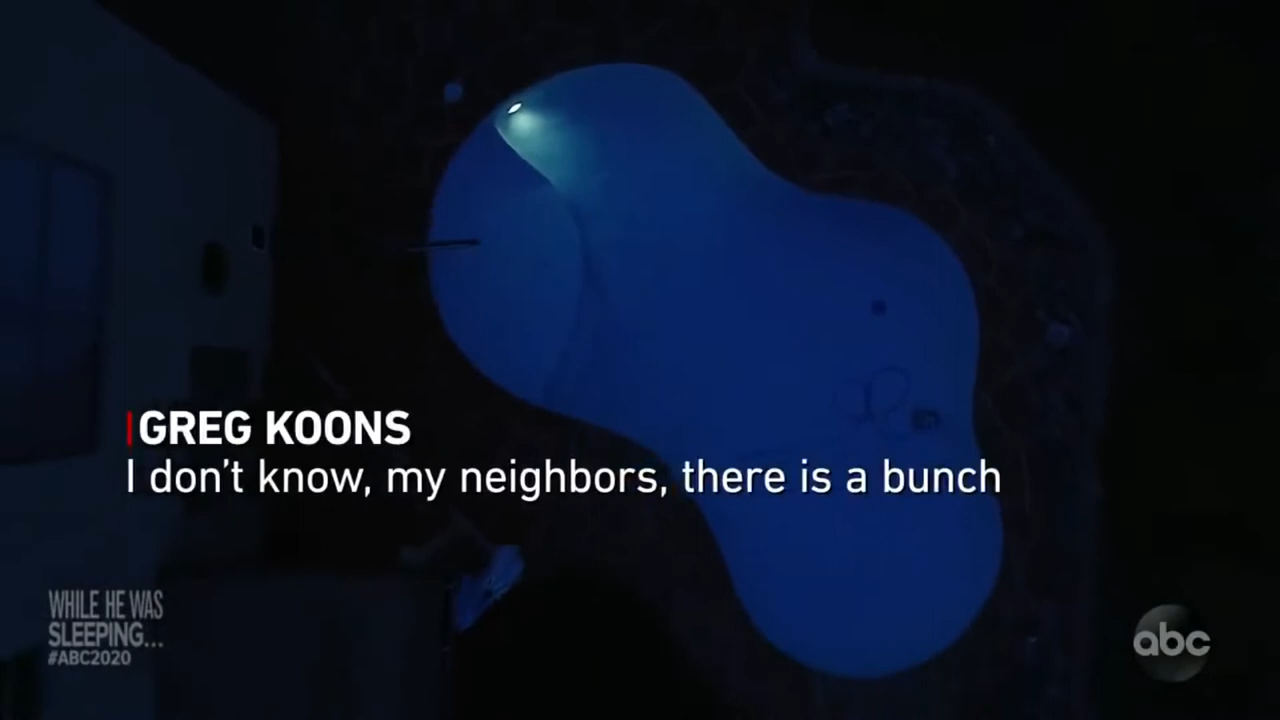 GREG KOONS
I don't know, my neighbors, there is a bunch
WHILE HE WAS
SLEEPING...
#ABC2020
abc